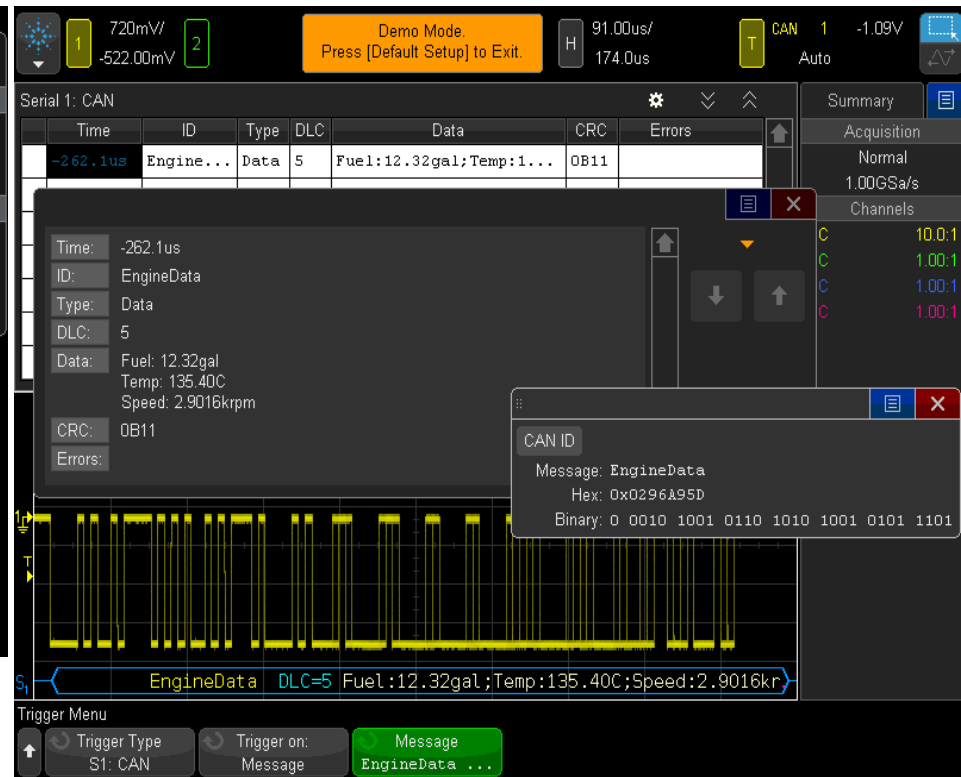 1 720mV/ 2 Demo Mode. H 91.00us/ T CAN 1 -1.09V
-522.00mV Press [Default Setup] to Exit. 174.0us Auto
Serial 1: CAN Summary
Time ID Type DLC Data CRC Errors Acquisition
-262.1us Engine... Data 5 Fuel:12.32gal;Temp:1... 0B11 Normal
1.00GSa/s
Channels
C 10.0:1
C 1.00:1
C 1.00:1
C 1.00:1
Time: -262.1us
ID: EngineData
Type: Data
DLC: 5
Data: Fuel: 12.32gal
Temp: 135.40C
Speed: 2.9016krpm
CRC: 0B11
Errors:
CAN ID
Message: EngineData
Hex: 0x0296A95D
Binary: 0 0010 1001 0110 1010 1001 0101 1101
1
T
S1 EngineData DLC=5 Fuel:12.32gal;Temp:135.40C;Speed:2.9016kr
Trigger Menu
Trigger Type Trigger on: Message
S1: CAN Message EngineData ...